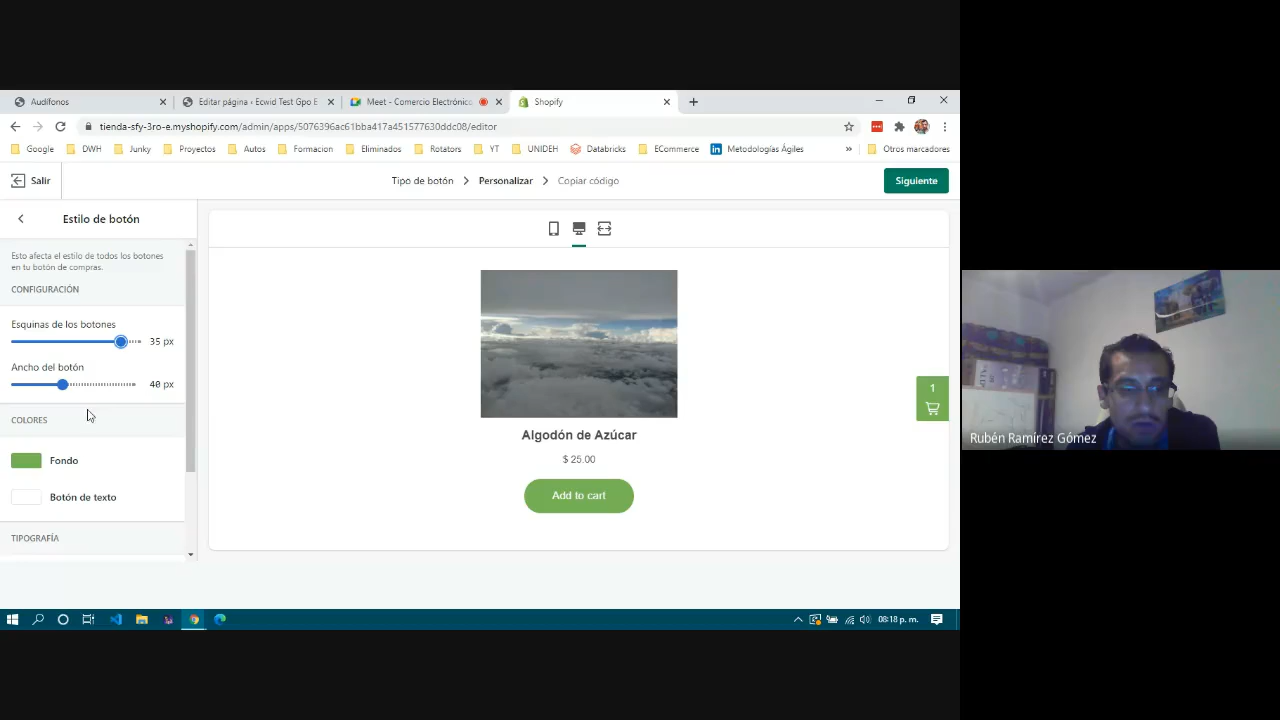 Audífonos
Editar página ‹ Ecwid Test Gpo E
Meet - Comercio Electrónico
Shopify
tienda-sfy-3ro-e.myshopify.com/admin/apps/5076396ac61bba417a451577630ddc08/editor
Google DWH Junky Proyectos Autos Formacion Eliminados Rotators YT UNIDEH Databricks ECommerce Metodologías Ágiles » Otros marcadores
Salir
Tipo de botón > Personalizar > Copiar código
Siguiente
Estilo de botón
Esto afecta el estilo de todos los botones
en tu botón de compras.
CONFIGURACIÓN
Esquinas de los botones
35 px
Ancho del botón
40 px
COLORES
Fondo
Botón de texto
TIPOGRAFÍA
Algodón de Azúcar
$ 25.00
Add to cart
1
Rubén Ramírez Gómez
08:18 p. m.